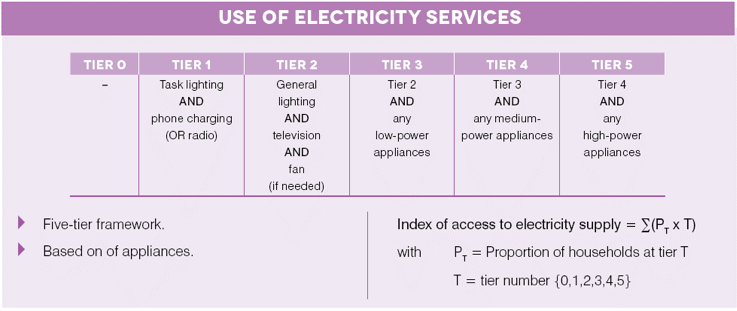 USE OF ELECTRICITY SERVICES
TIER 0 TIER 1 TIER 2 TIER 3 TIER 4 TIER 5
– Task lighting General Tier 2 Tier 3 Tier 4
AND lighting AND AND AND
phone charging AND any any medium- any
(OR radio) television low-power power appliances high-power
AND appliances appliances
fan
(if needed)
Five-tier framework.
Based on of appliances.
Index of access to electricity supply = ∑(PT x T)
with PT = Proportion of households at tier T
T = tier number {0,1,2,3,4,5}